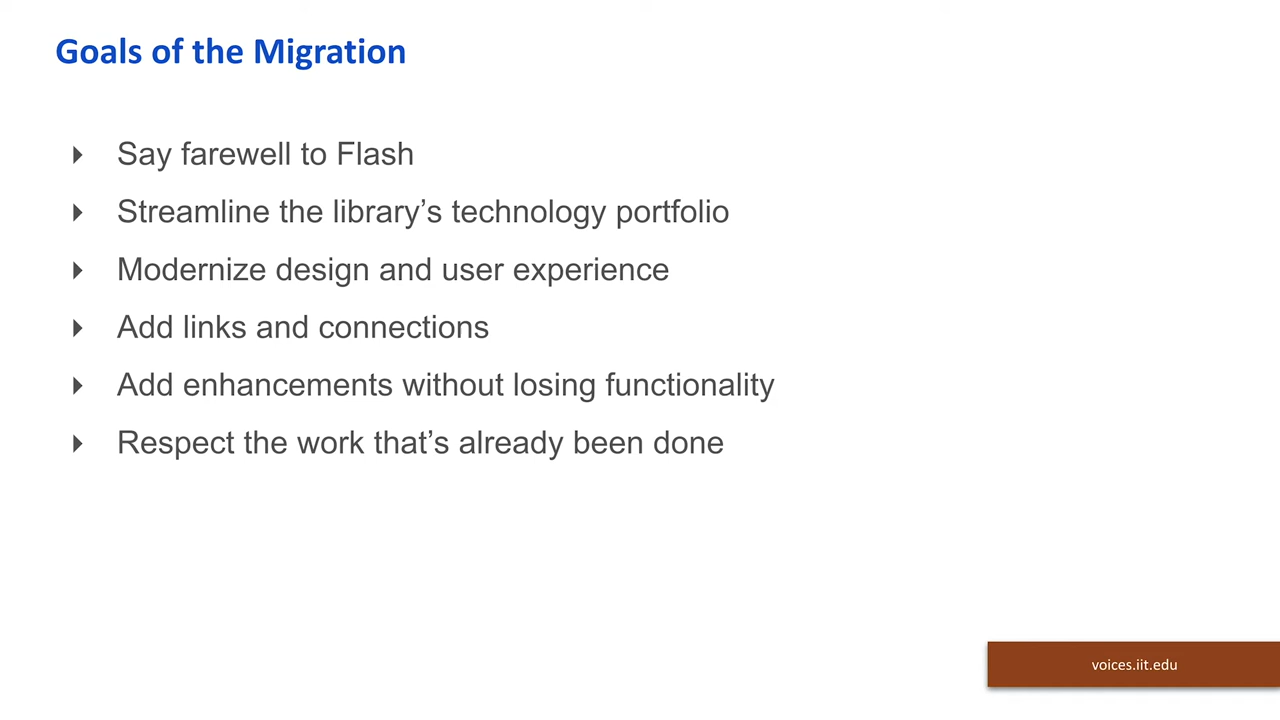 Goals of the Migration
Say farewell to Flash
Streamline the library’s technology portfolio
Modernize design and user experience
Add links and connections
Add enhancements without losing functionality
Respect the work that’s already been done
voices.iit.edu